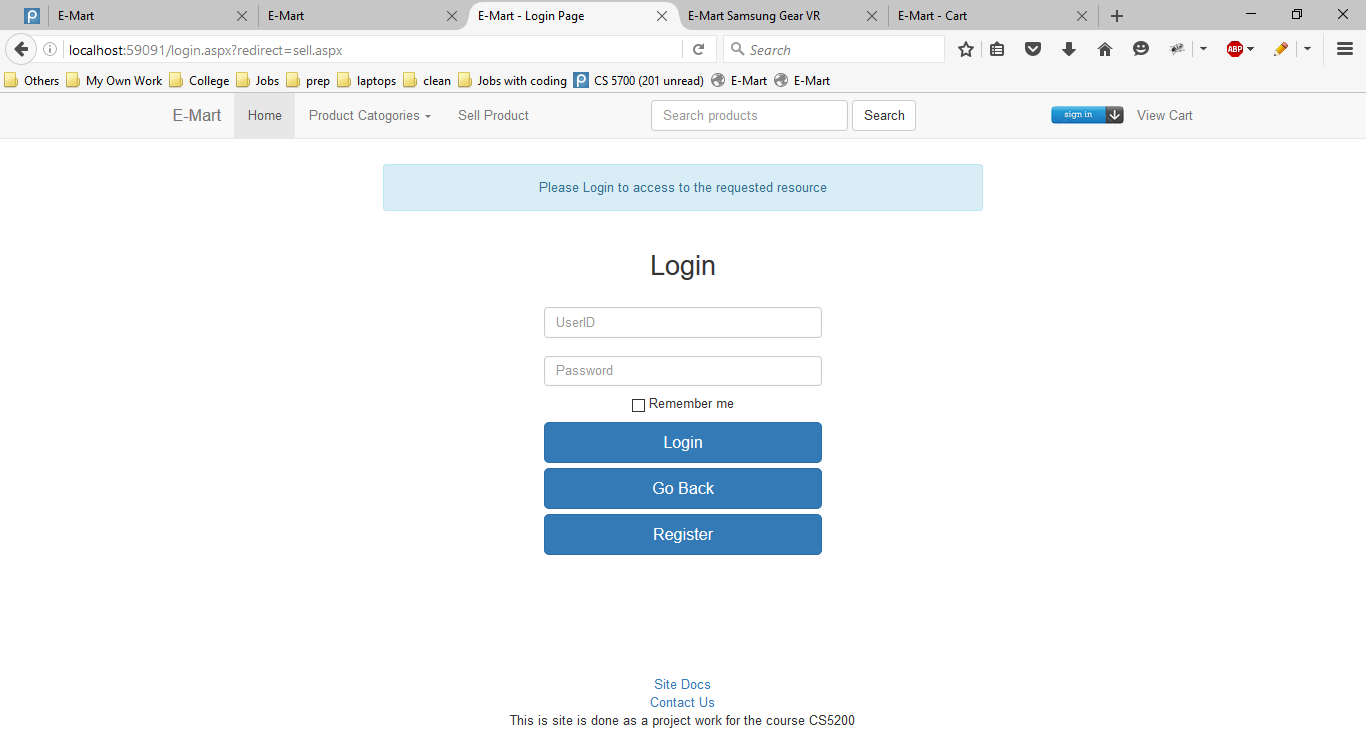 E-Mart
E-Mart
E-Mart - Login Page
E-Mart Samsung Gear VR
E-Mart - Cart
localhost:59091/login.aspx?redirect=sell.aspx
Search
ABP
Others
My Own Work
College
Jobs
prep
laptops
clean
Jobs with coding
CS 5700 (201 unread)
E-Mart
E-Mart
E-Mart
Home
Product Catogories
Sell Product
Search products
Search
sign in
View Cart
Please Login to access to the requested resource
Login
UserID
Password
Remember me
Login
Go Back
Register
Site Docs
Contact Us
This is site is done as a project work for the course CS5200